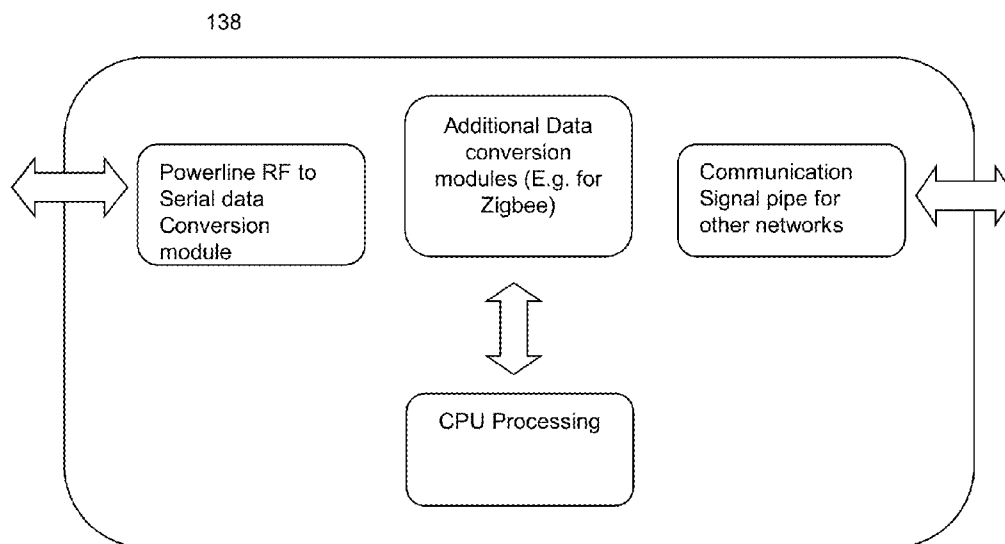 138
Powerline RF to
Serial data
Conversion
module
Additional Data
conversion
modules (E.g. for
Zigbee)
Communication
Signal pipe for
other networks
CPU Processing